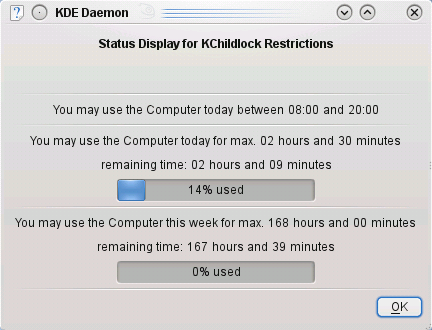 KDE Daemon
Status Display for KChildlock Restrictions
You may use the Computer today between 08:00 and 20:00
You may use the Computer today for max. 02 hours and 30 minutes
remaining time: 02 hours and 09 minutes
14% used
You may use the Computer this week for max. 168 hours and 00 minutes
remaining time: 167 hours and 39 minutes
0% used
OK